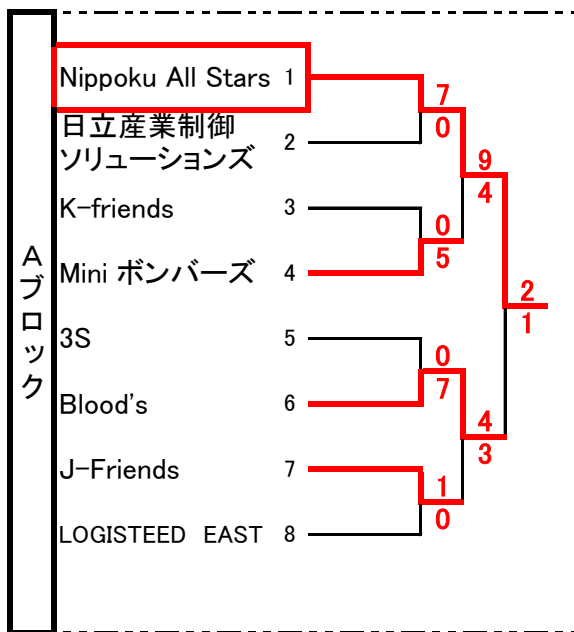 Aブロック
Nippoku All Stars 1
日立産業制御
ソリューションズ 2
K-friends 3
Mini ボンバーズ 4
3S 5
Blood's 6
J-Friends 7
LOGISTEED EAST 8
7
0
0
5
0
7
1
0
9
4
4
3
2
1